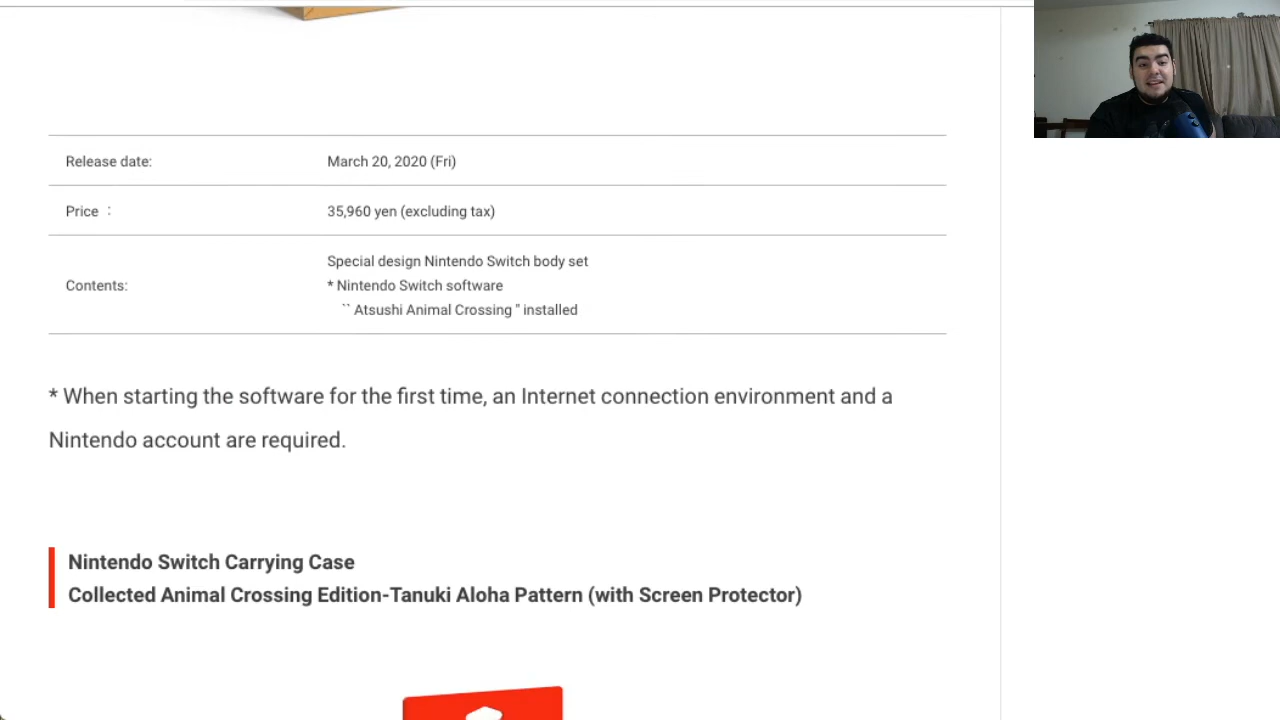 Release date:
March 20, 2020 (Fri)
Price ：
35,960 yen (excluding tax)
Contents:
Special design Nintendo Switch body set
* Nintendo Switch software
`` Atsushi Animal Crossing " installed
* When starting the software for the first time, an Internet connection environment and a
Nintendo account are required.
Nintendo Switch Carrying Case
Collected Animal Crossing Edition-Tanuki Aloha Pattern (with Screen Protector)